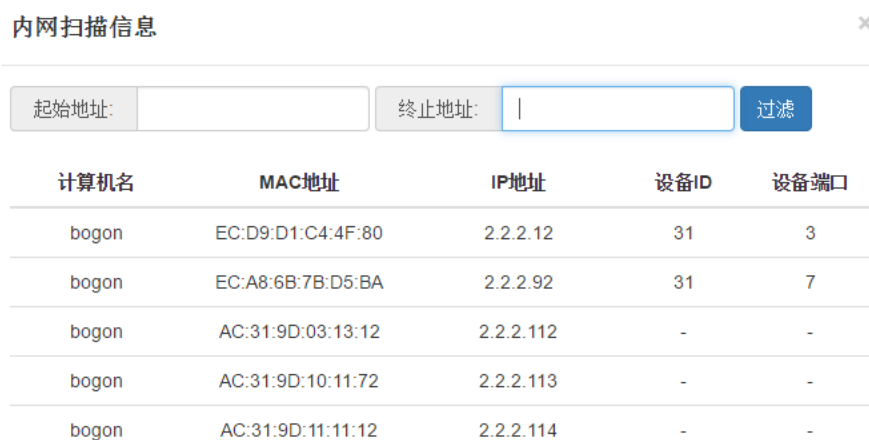 内网扫描信息 ×
起始地址: 终止地址: 过滤
计算机名 MAC地址 IP地址 设备ID 设备端口
bogon EC:D9:D1:C4:4F:80 2.2.2.12 31 3
bogon EC:A8:6B:7B:D5:BA 2.2.2.92 31 7
bogon AC:31:9D:03:13:12 2.2.2.112 - -
bogon AC:31:9D:10:11:72 2.2.2.113 - -
bogon AC:31:9D:11:11:12 2.2.2.114 - -